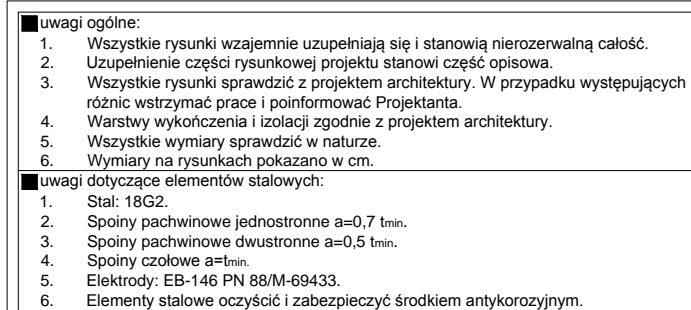 uwagi ogólne:
1. Wszystkie rysunki wzajemnie uzupełniają się i stanowią nierozerwalną całość.
2. Uzupełnienie części rysunkowej projektu stanowi część opisowa.
3. Wszystkie rysunki sprawdzić z projektem architektury. W przypadku występujących
różnic wstrzymać prace i poinformować Projektanta.
4. Warstwy wykończenia i izolacji zgodnie z projektem architektury.
5. Wszystkie wymiary sprawdzić w naturze.
6. Wymiary na rysunkach pokazano w cm.
uwagi dotyczące elementów stalowych:
1. Stal: 18G2.
2. Spoiny pachwinowe jednostronne a=0,7 tmin.
3. Spoiny pachwinowe dwustronne a=0,5 tmin.
4. Spoiny czołowe a=tmin.
5. Elektrody: EB-146 PN 88/M-69433.
6. Elementy stalowe oczyścić i zabezpieczyć środkiem antykorozyjnym.